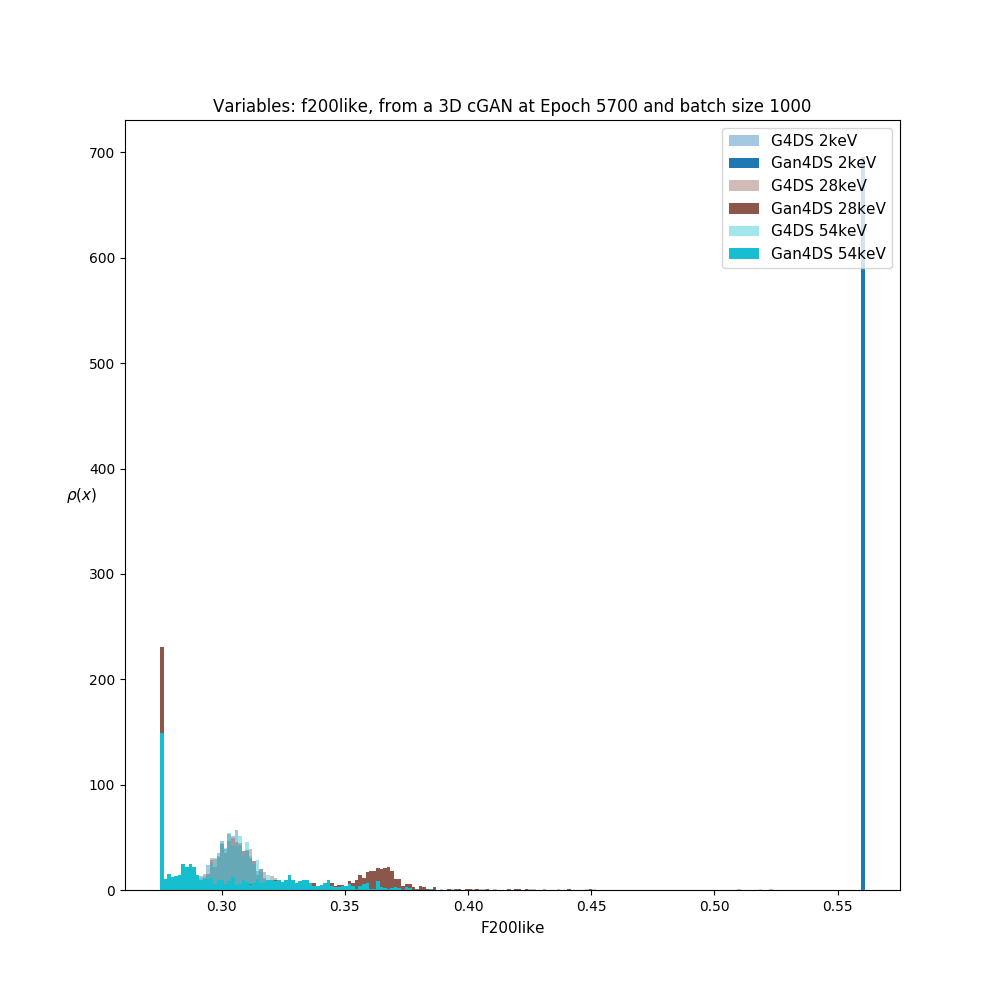 Variables: f200like, from a 3D cGAN at Epoch 5700 and batch size 1000
G4DS 2keV
Gan4DS 2keV
G4DS 28keV
Gan4DS 28keV
G4DS 54keV
Gan4DS 54keV
700
600
500
400
300
200
100
0
ρ(x)
0.30 0.35 0.40 0.45 0.50 0.55
F200like